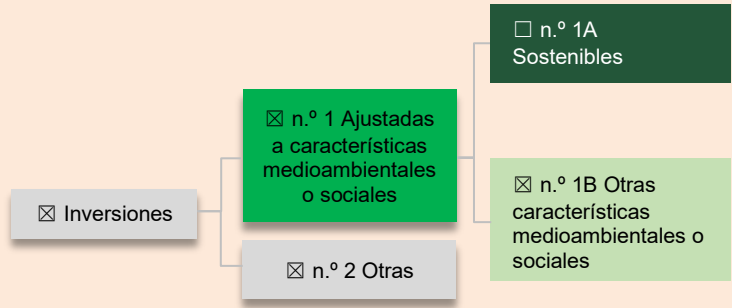 ☒ Inversiones
☒ n.º 1 Ajustadas
a características
medioambientales
o sociales
☒ n.º 2 Otras
☐ n.º 1A
Sostenibles
☒ n.º 1B Otras
características
medioambientales o
sociales